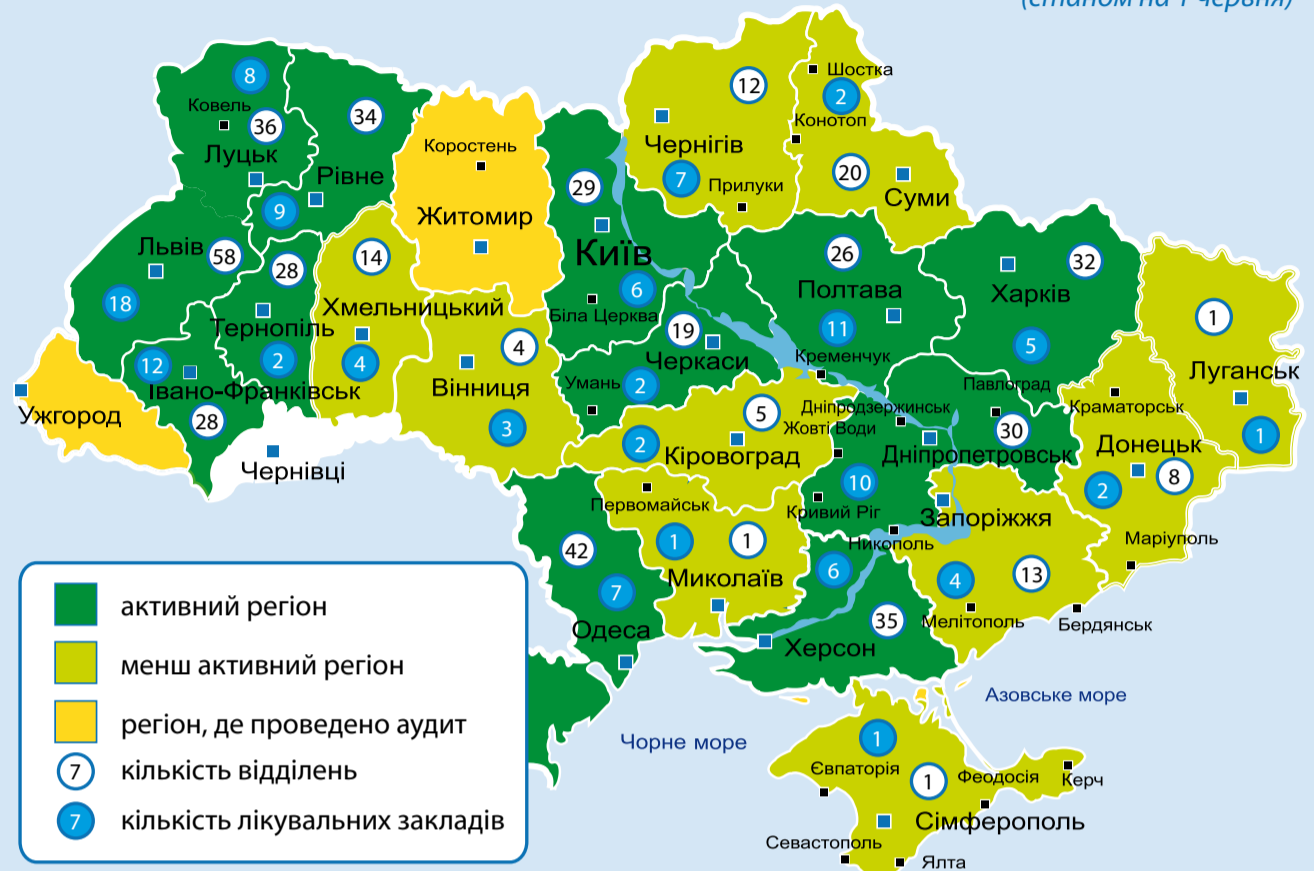 (станом на 1 червня)
Шостка
8
12
2
Ковель
34
Конотоп
36
Коростень
Чернігів
Луцьк
Рівне
29
7
Прилуки
20
Суми
9
Житомир
Львів
58
28
14
Київ
26
32
18
6
Полтава
Харків
Хмельницький
Біла Церква
1
Тернопіль
19
11
5
12
2
4
4
Черкаси
Кременчук
Луганськ
Івано-Франківськ
Вінниця
Умань
2
Павлоград
Краматорськ
Ужгород
28
3
5
Дніпродзержинськ
Жовті Води
30
1
2
Кіровоград
Дніпропетровськ
Донецьк
Чернівці
10
2
8
Первомайськ
Кривий Ріг
Запоріжжя
42
1
1
Никополь
Маріуполь
Миколаїв
6
4
13
7
Мелітополь
Бердянськ
Одеса
35
Херсон
Азовське море
Чорне море
1
Євпаторія
1
Феодосія
Керч
Сімферополь
Севастополь
Ялта
активний регіон
менш активний регіон
регіон, де проведено аудит
7 кількість відділень
7 кількість лікувальних закладів